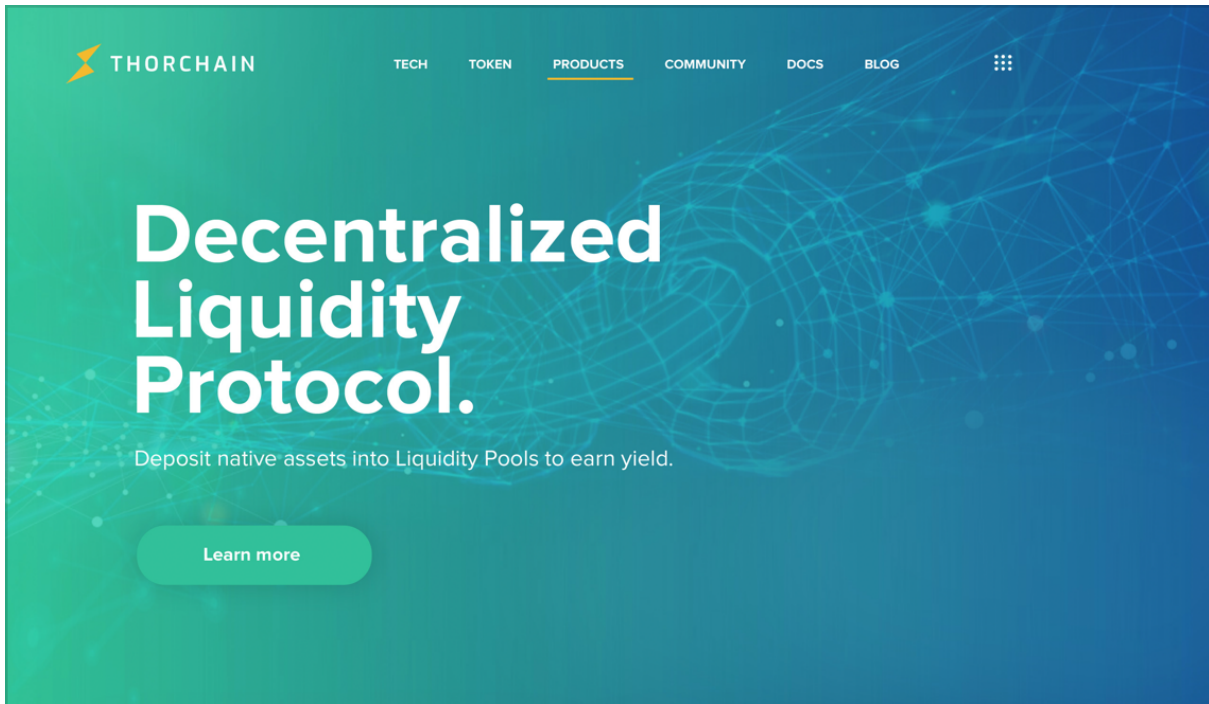 THORCHAIN
TECH TOKEN PRODUCTS COMMUNITY DOCS BLOG
Decentralized
Liquidity
Protocol.
Deposit native assets into Liquidity Pools to earn yield.
Learn more